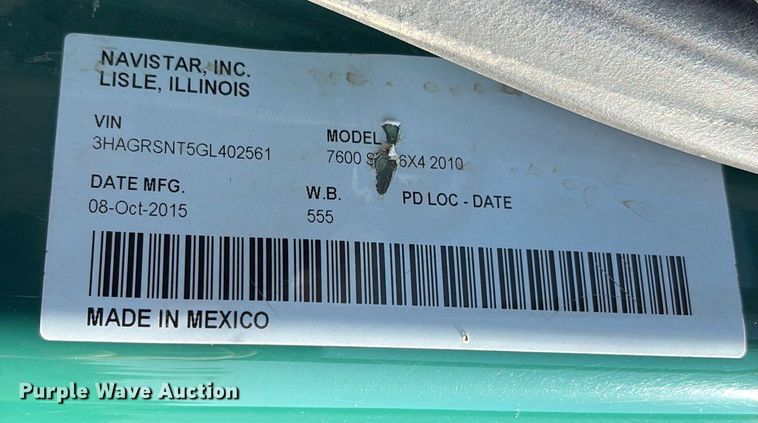 NAVISTAR, INC.
LISLE, ILLINOIS
VIN
3HAGRSNT5GL402561
MODEL
7600 6X4 2010
DATE MFG.
08-Oct-2015
W.B.
555
PD LOC - DATE
MADE IN MEXICO
Purple Wave Auction